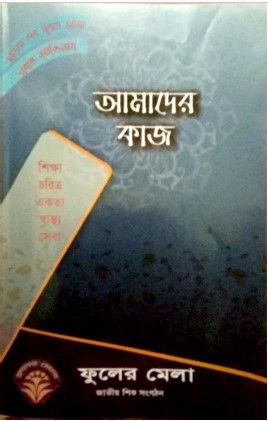 আমাদের
কাজ
শিক্ষা
চরিত্র
একতা
স্বাস্থ্য
সেবা
ফুলের মেলা
জাতীয় শিশু সংগঠন